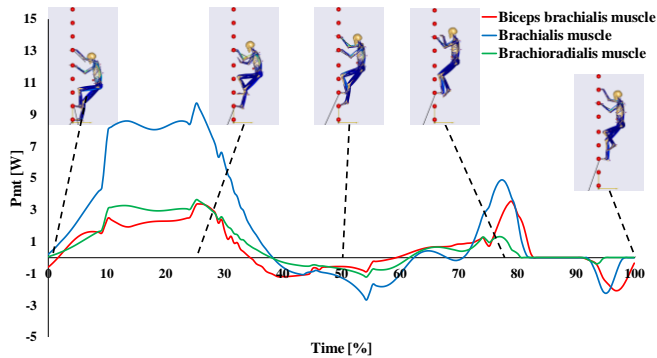 15
13
11
9
7
5
3
1
-1
-3
-5
Pmt [W]
Biceps brachialis muscle
Brachialis muscle
Brachioradialis muscle
0 10 20 30 40 50 60 70 80 90 100
Time [%]